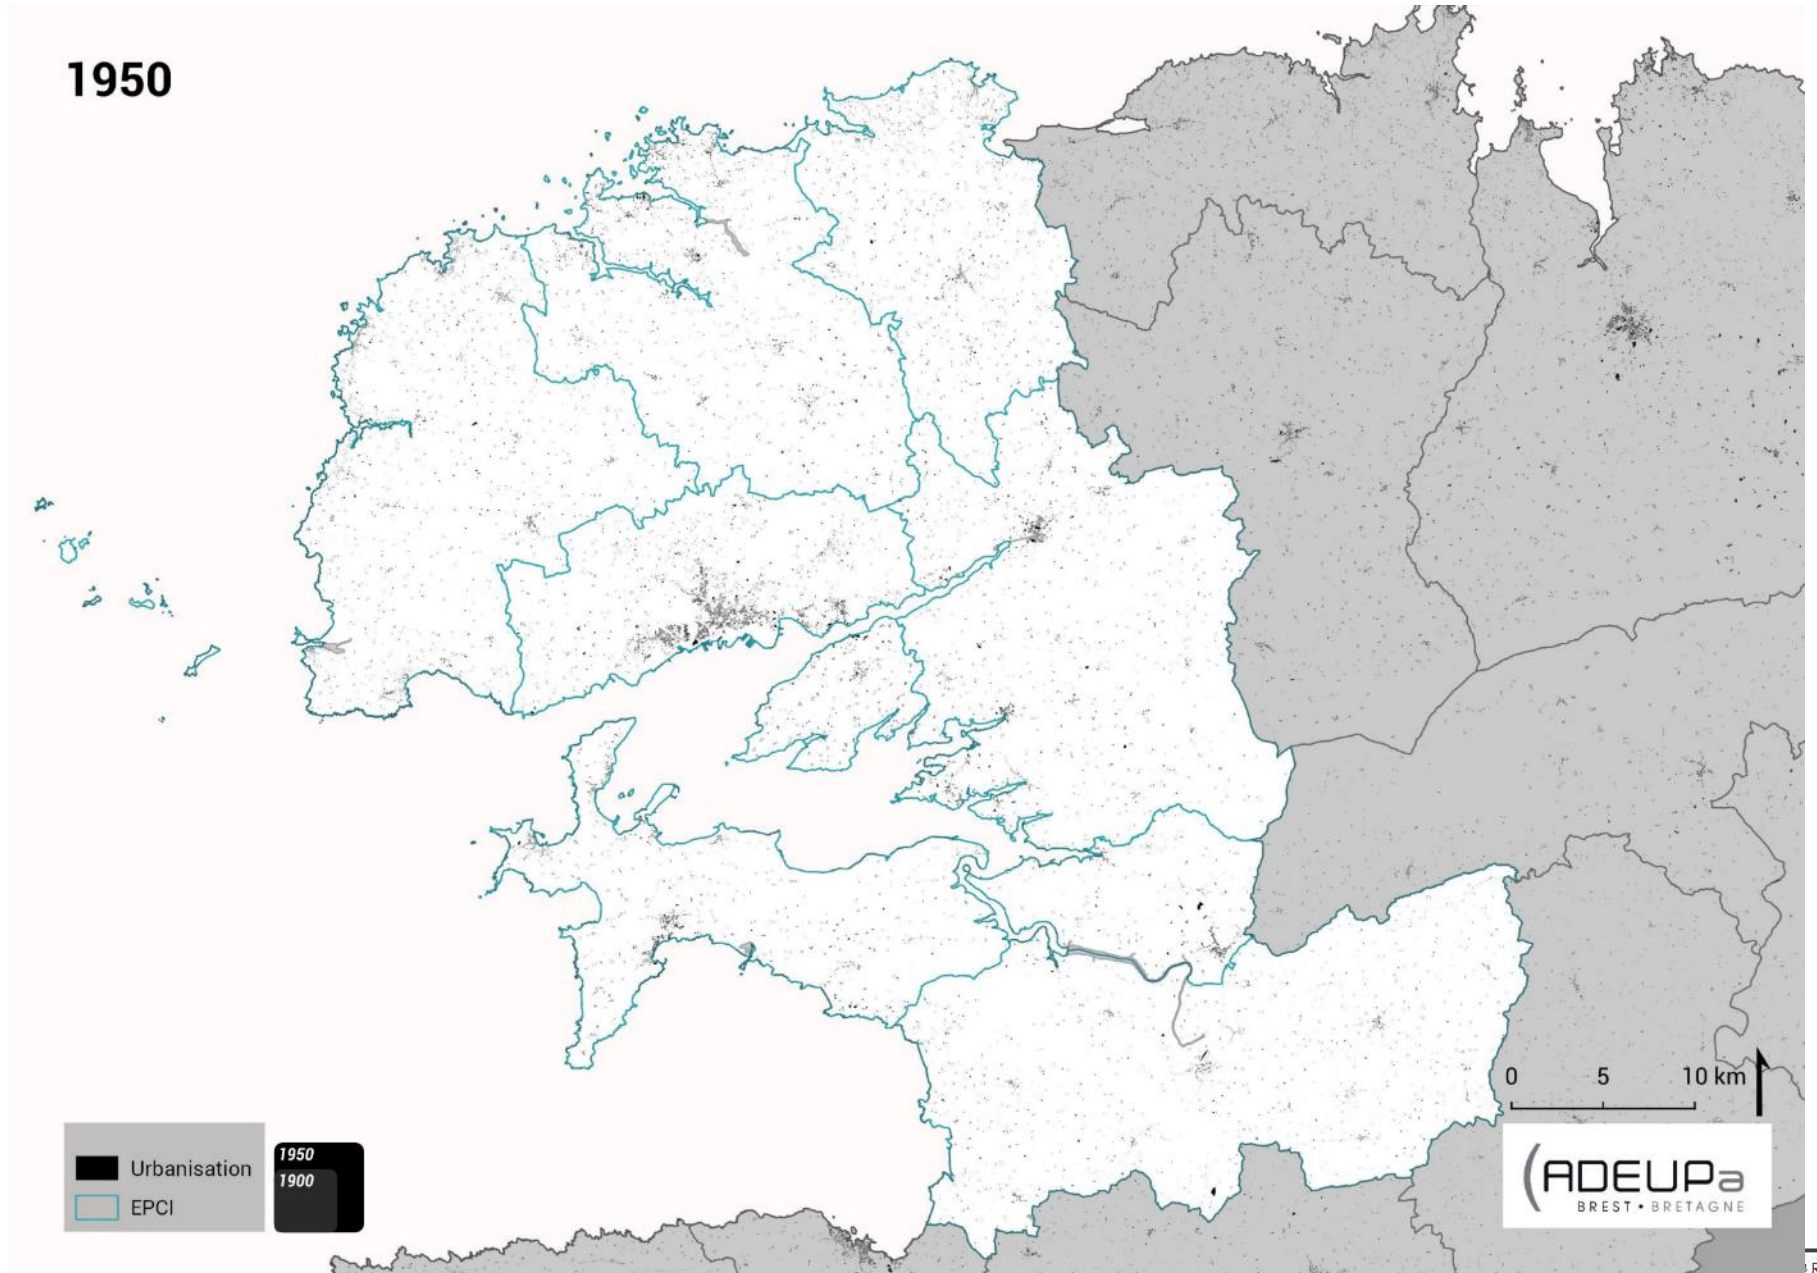 1950
0 5 10 km
Urbanisation
EPCI
1950
1900
ADEUPa
BREST • BRETAGNE